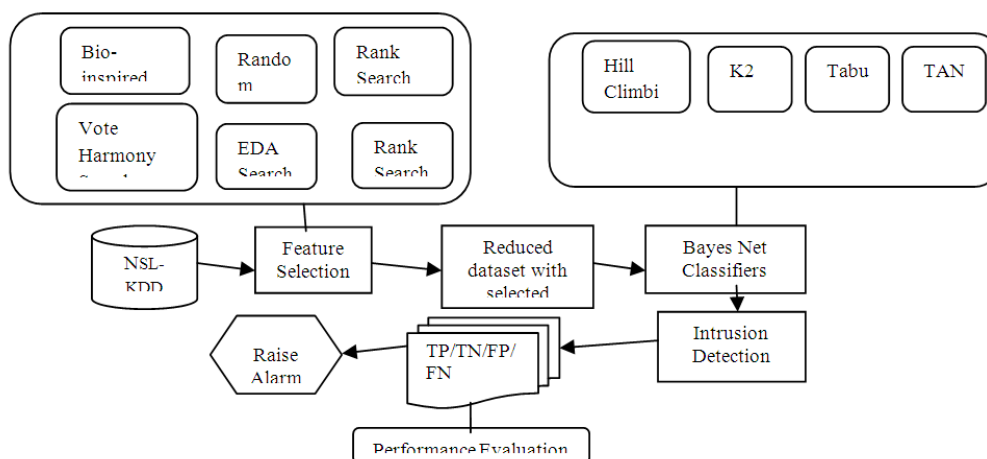 Bio-
inspired
Rando
m
Rank
Search
Vote
Harmony
EDA
Search
Rank
Search
Hill
Climbi
K2
Tabu
TAN
NSL-
KDD
Feature
Selection
Reduced
dataset with
selected
Bayes Net
Classifiers
Intrusion
Detection
TP/TN/FP/
FN
Raise
Alarm
Performance Evaluation